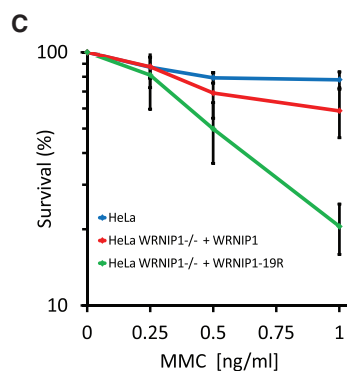 C
100
Survival (%)
HeLa
HeLa WRNIP1-/- + WRNIP1
HeLa WRNIP1-/- + WRNIP1-19R
10
0 0.25 0.5 0.75 1
MMC [ng/ml]